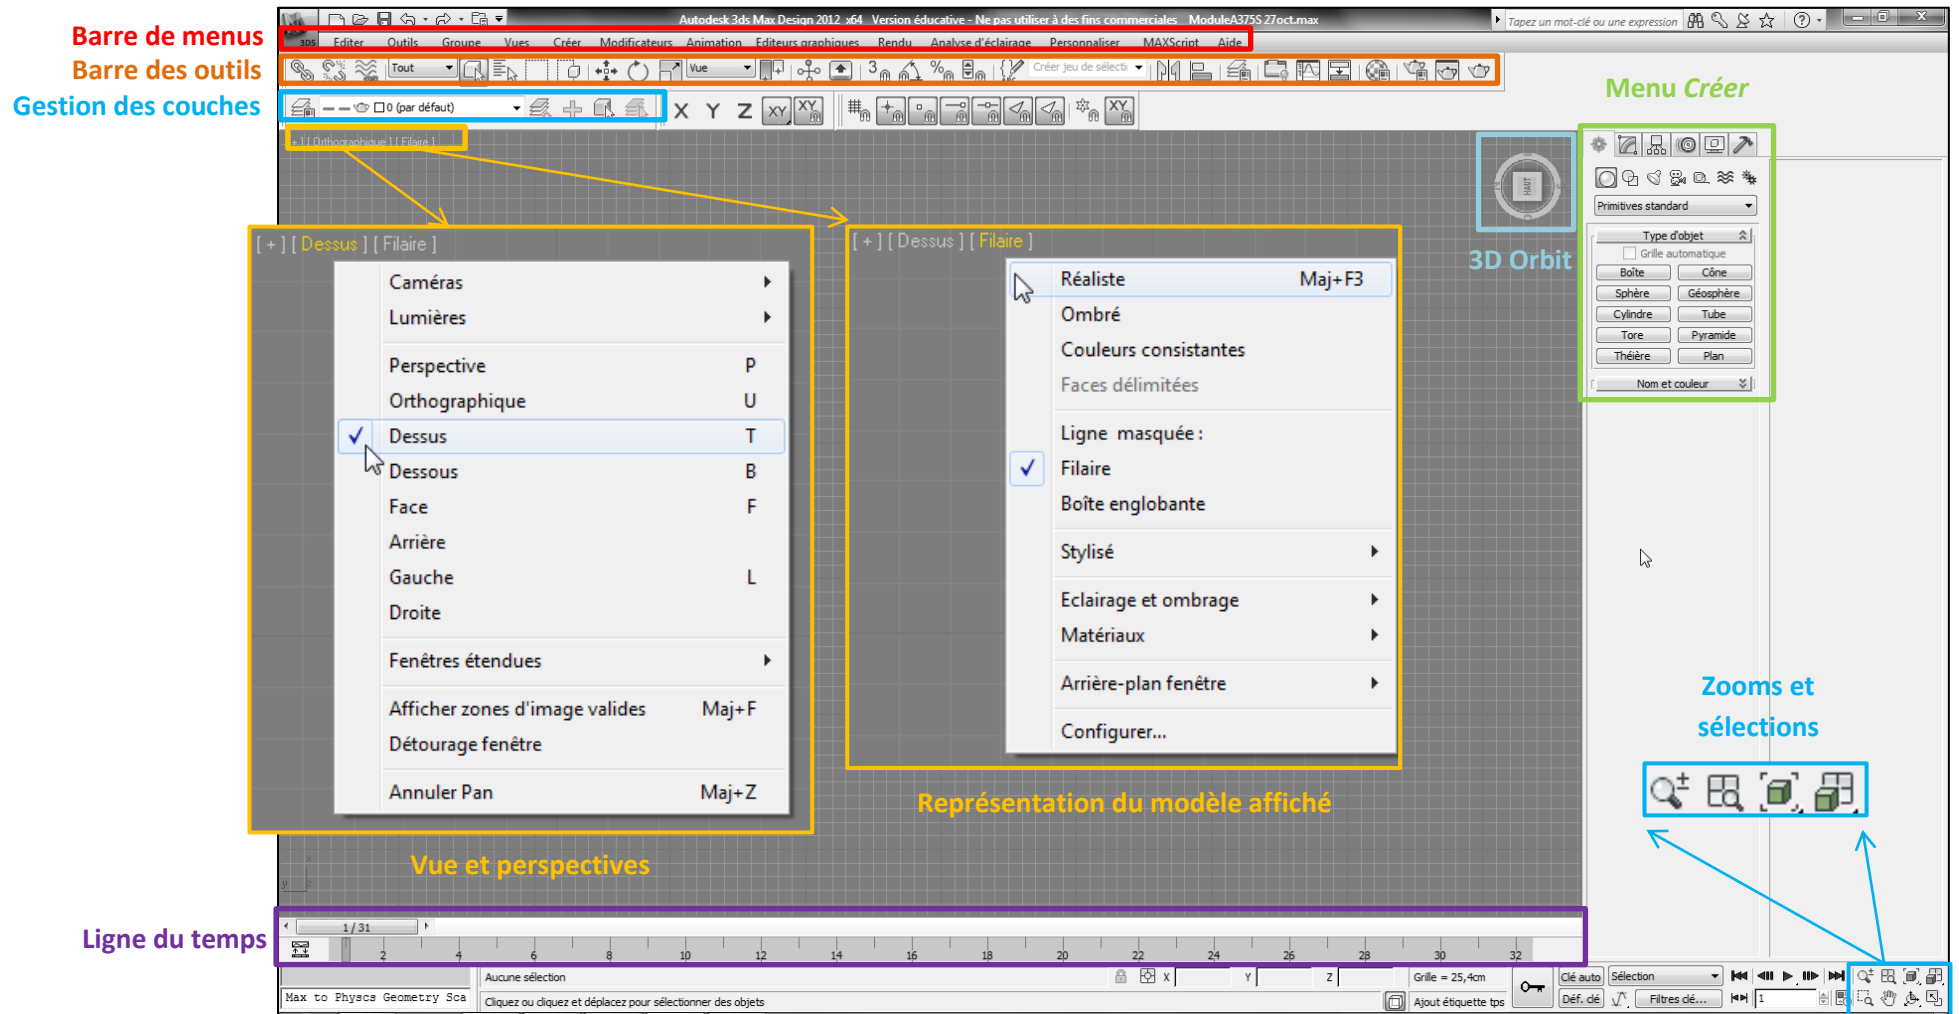 Autodesk 3ds Max Design 2012 x64 Version éducative - Ne pas utiliser à des fins commerciales ModuleA375S 27oct.max
Tapez un mot-clé ou une expression
Barre de menus
3DS Editer Outils Groupe Vues Créer Modificateurs Animation Editeurs graphiques Rendu Analyse d'éclairage Personnaliser MAXScript Aide
Barre des outils
Tout
Vue
Créer jeu de sélecti
Gestion des couches
0 (par défaut)
X Y Z XY XY
XY
Menu Créer
[ + ] [ Orthographique ] [ Filaire ]
HAUT
3D Orbit
Primitives standard
Type d'objet
Grille automatique
Boîte Cône
Sphère Géosphère
Cylindre Tube
Tore Pyramide
Théière Plan
Nom et couleur
[ + ] [ Dessus ] [ Filaire ]
Caméras
Lumières
Perspective P
Orthographique U
Dessus T
Dessous B
Face F
Arrière
Gauche L
Droite
Fenêtres étendues
Afficher zones d'image valides Maj+F
Détourage fenêtre
Annuler Pan Maj+Z
Vue et perspectives
[ + ] [ Dessus ] [ Filaire ]
Réaliste Maj+F3
Ombré
Couleurs consistantes
Faces délimitées
Ligne masquée :
Filaire
Boîte englobante
Stylisé
Eclairage et ombrage
Matériaux
Arrière-plan fenêtre
Configurer...
Représentation du modèle affiché
Zooms et
sélections
Ligne du temps
1 / 31
2 4 6 8 10 12 14 16 18 20 22 24 26 28 30 32
Aucune sélection
X Y Z
Grille = 25,4cm
Clé auto
Sélection
Max to Physcs Geometry Sca
Cliquez ou cliquez et déplacez pour sélectionner des objets
Ajout étiquette tps
Déf. clé
Filtres clé...
1